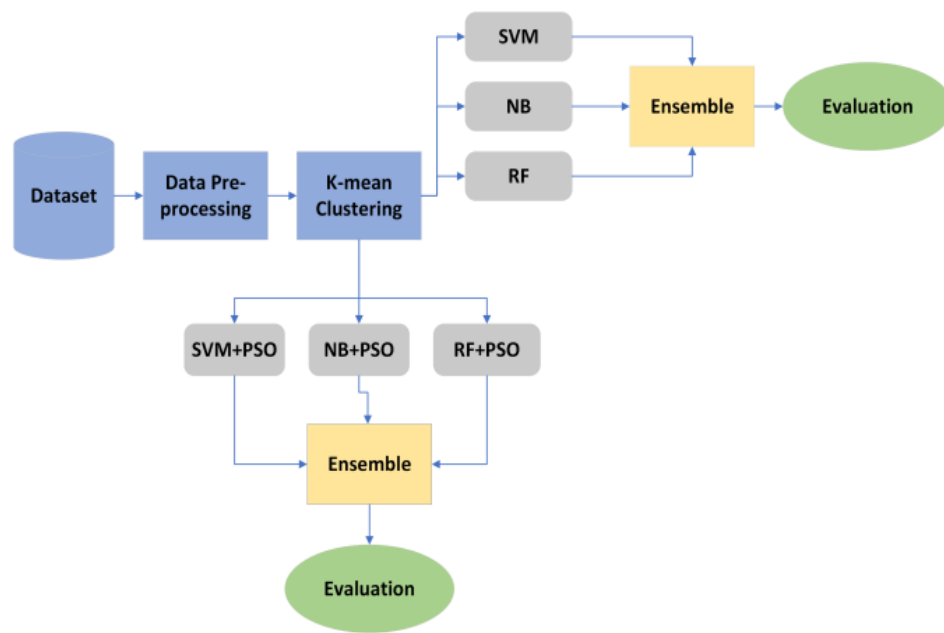 SVM
NB
RF
Ensemble
Evaluation
Dataset
Data Pre-
processing
K-mean
Clustering
SVM+PSO
NB+PSO
RF+PSO
Ensemble
Evaluation